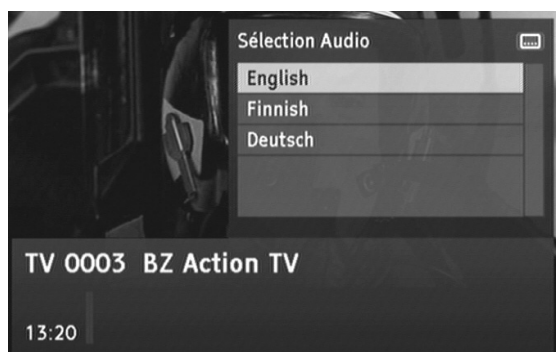 Sélection Audio
English
Finnish
Deutsch
TV 0003 BZ Action TV
13:20